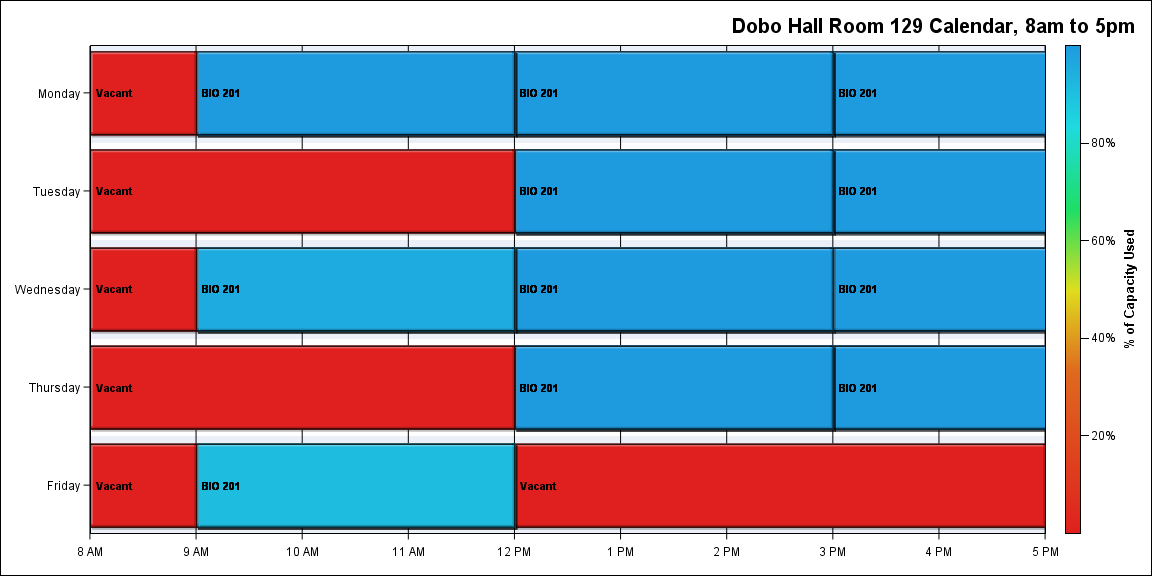 Dobo Hall Room 129 Calendar, 8am to 5pm
Monday
Vacant
BIO 201
BIO 201
BIO 201
80%
Tuesday
Vacant
BIO 201
BIO 201
60%
Wednesday
Vacant
BIO 201
BIO 201
BIO 201
% of Capacity Used
40%
Thursday
Vacant
BIO 201
BIO 201
20%
Friday
Vacant
BIO 201
Vacant
8 AM
9 AM
10 AM
11 AM
12 PM
1 PM
2 PM
3 PM
4 PM
5 PM